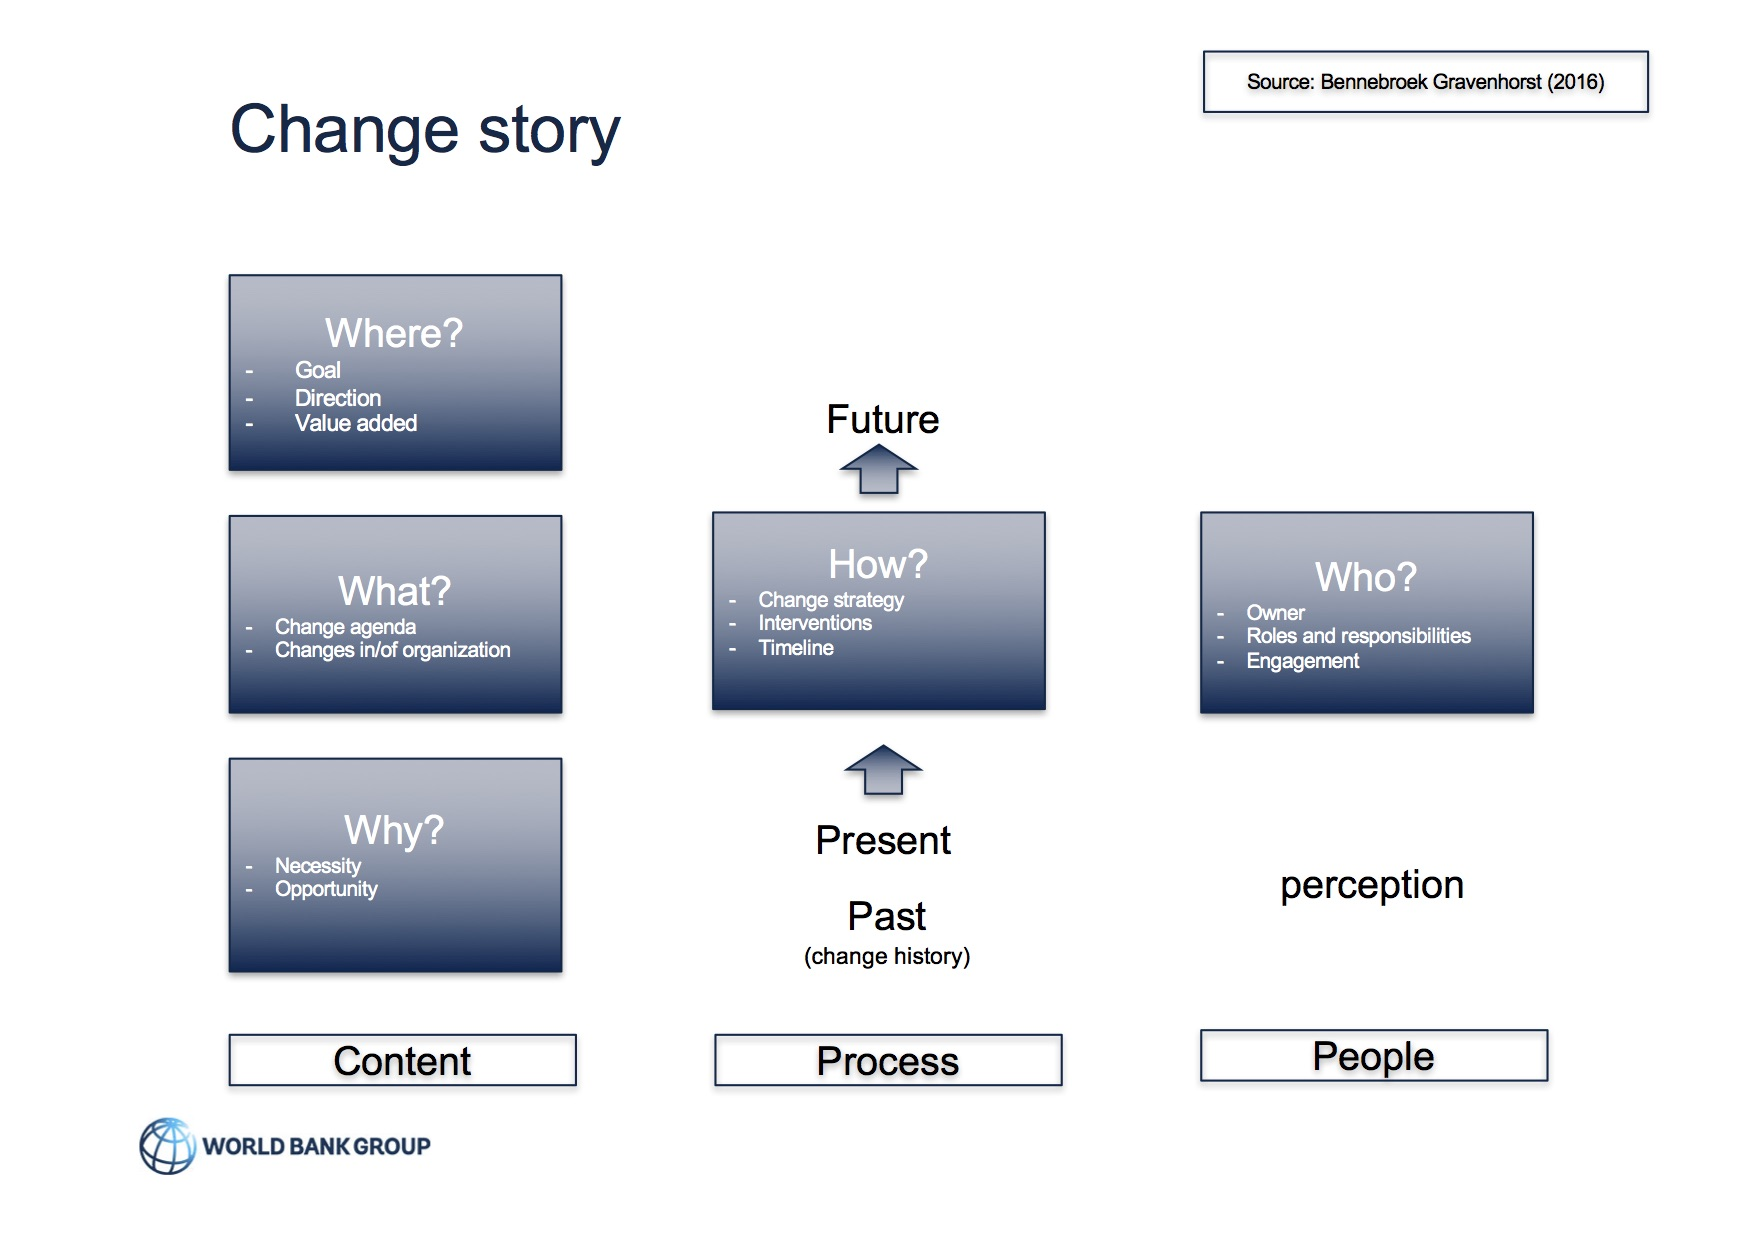 Source: Bennebroek Gravenhorst (2016)
Change story
Where?
- Goal
- Direction
- Value added
What?
- Change agenda
- Changes in/of organization
Why?
- Necessity
- Opportunity
Content
Future
How?
- Change strategy
- Interventions
- Timeline
Present
Past
(change history)
Process
Who?
- Owner
- Roles and responsibilities
- Engagement
perception
People
WORLD BANK GROUP